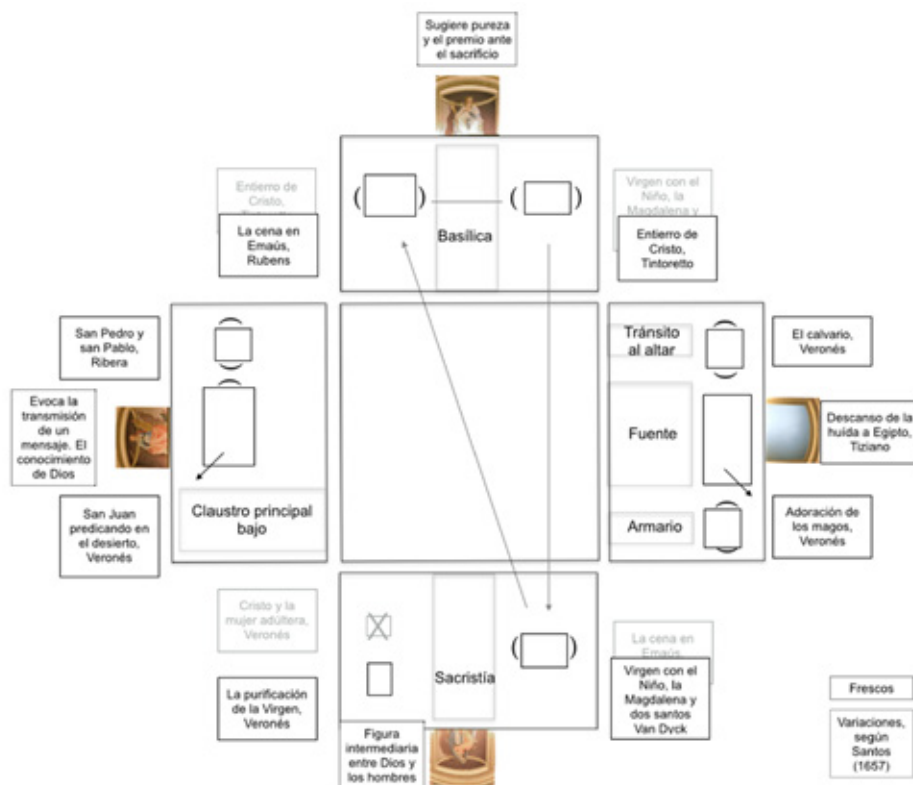 Sugiere pureza
y el premio ante
el sacrificio
Entierro de
Cristo,
Tintoretto
La cena en
Emaús,
Rubens
Basílica
Virgen con el
Niño, la
Magdalena y
Entierro de
Cristo,
Tintoretto
San Pedro y
san Pablo,
Ribera
Evoca la
transmisión
de un
mensaje. El
conocimiento
de Dios
San Juan
predicando en
el desierto,
Veronés
Claustro principal
bajo
Tránsito
al altar
Fuente
Armario
El calvario,
Veronés
Descanso de la
huída a Egipto,
Tiziano
Adoración de
los magos,
Veronés
Cristo y la
mujer adúltera,
Veronés
La purificación
de la Virgen,
Veronés
Sacristía
Figura
intermediaria
entre Dios y
los hombres
La cena en
Emaús,
Virgen con el
Niño, la
Magdalena y
dos santos
Van Dyck
Frescos
Variaciones,
según
Santos
(1657)